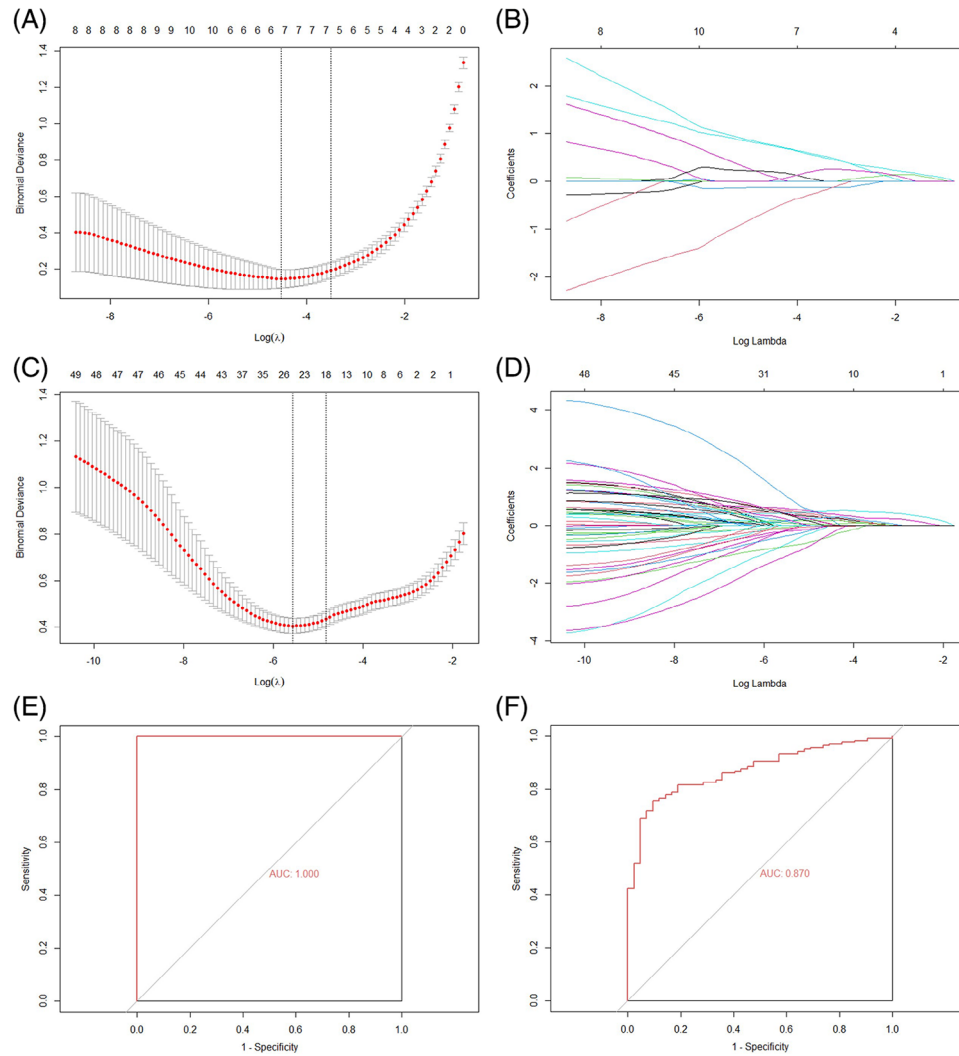 (A)
8 8 8 8 8 9 9 10 10 6 6 6 7 7 7 7 5 6 5 5 4 4 3 2 2 0
Binomial Deviance
0.2 0.4 0.6 0.8 1.0 1.2 1.4
-8 -6 -4 -2
Log(λ)
(B)
8 10 7 4
Coefficients
-2 -1 0 1 2
-8 -6 -4 -2
Log Lambda
(C)
49 48 47 47 46 45 44 43 37 35 26 23 18 13 10 8 6 2 2 1
Binomial Deviance
0.4 0.6 0.8 1.0 1.2 1.4
-10 -8 -6 -4 -2
Log(λ)
(D)
48 45 31 10 1
Coefficients
-4 -2 0 2 4
-10 -8 -6 -4 -2
Log Lambda
(E)
Sensitivity
0.0 0.2 0.4 0.6 0.8 1.0
AUC: 1.000
0.0 0.2 0.4 0.6 0.8 1.0
1 - Specificity
(F)
Sensitivity
0.0 0.2 0.4 0.6 0.8 1.0
AUC: 0.870
0.0 0.2 0.4 0.6 0.8 1.0
1 - Specificity